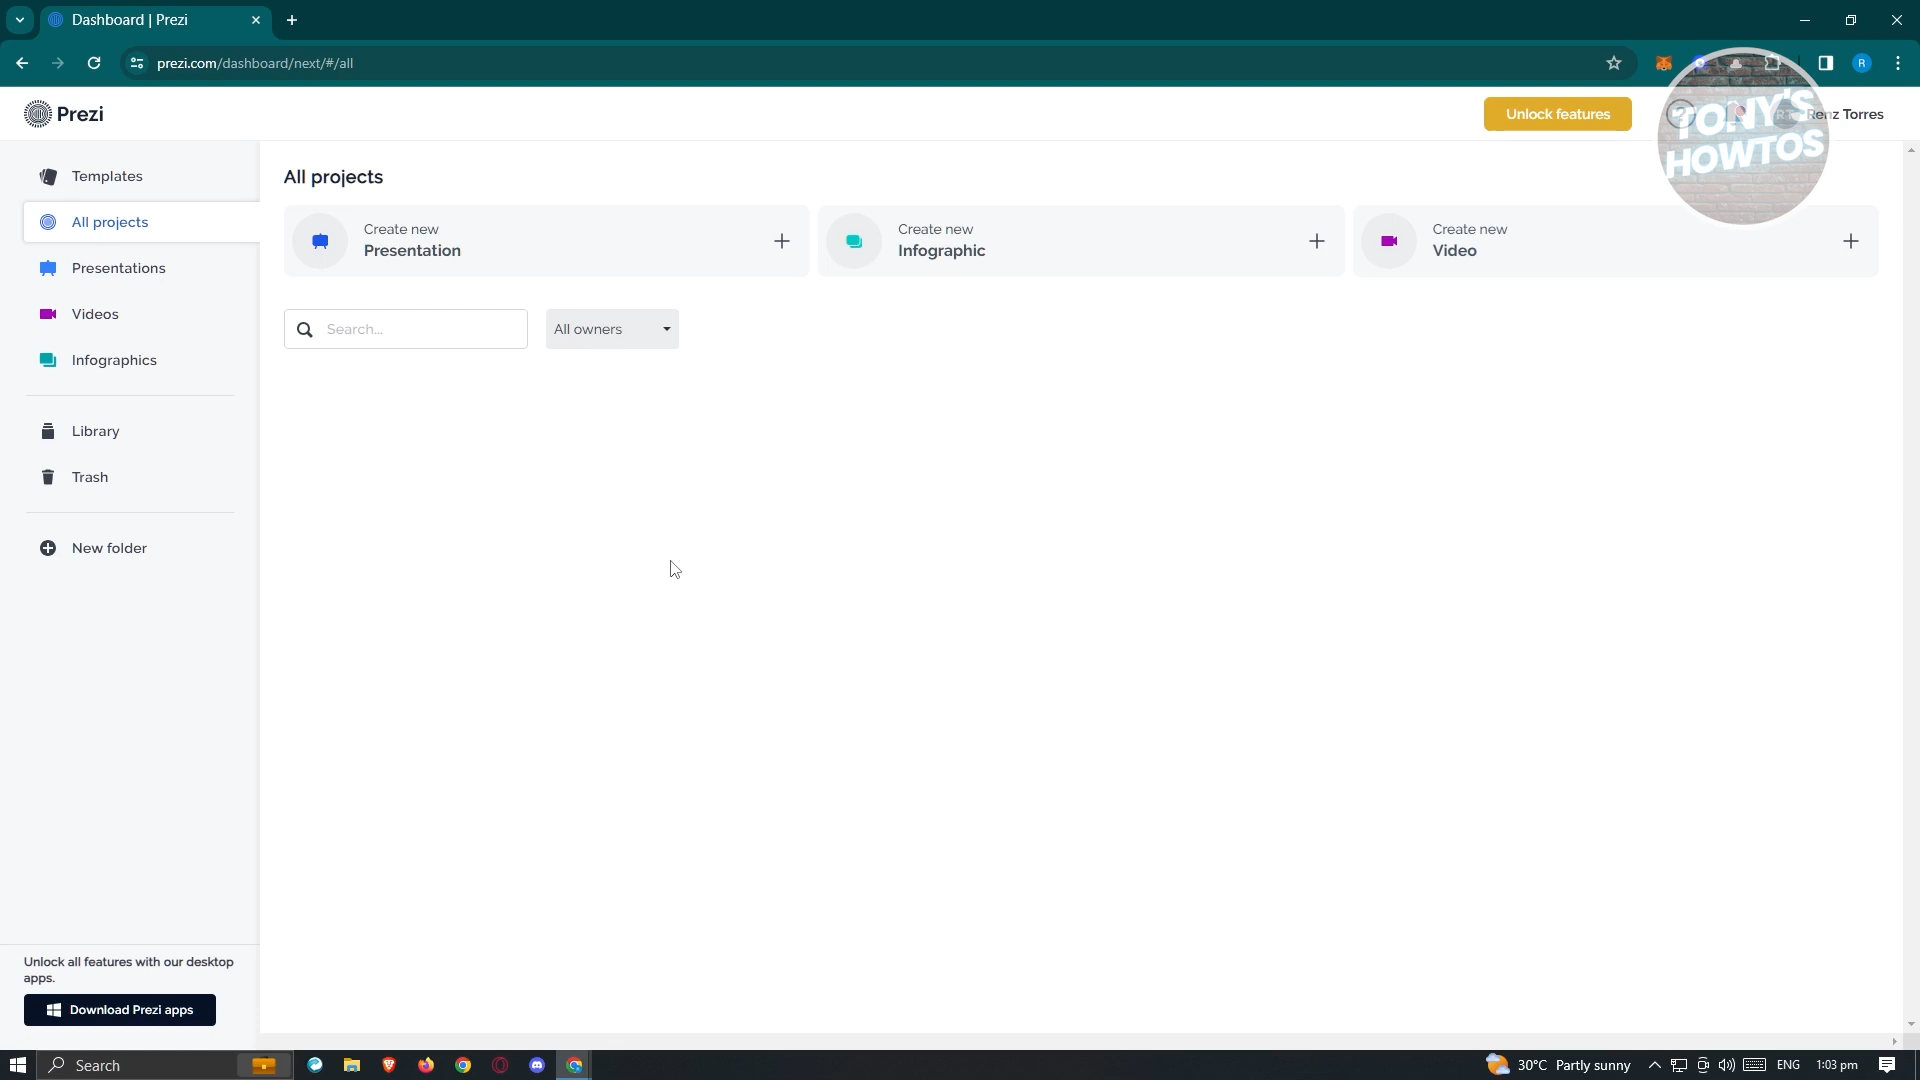 Dashboard | Prezi
prezi.com/dashboard/next/#/all
R
Prezi
Unlock features
Renz Torres
TONY'S
HOWTOS
Templates
All projects
Presentations
Videos
Infographics
Library
Trash
New folder
All projects
Create new
Presentation
Create new
Infographic
Create new
Video
Search...
All owners
Unlock all features with our desktop
apps.
Download Prezi apps
Search
30°C Partly sunny
ENG
1:03 pm